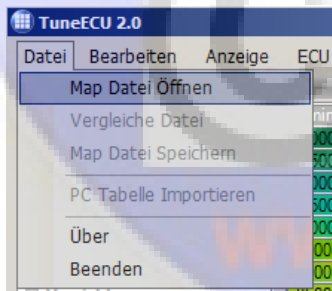 TuneECU 2.0
Datei Bearbeiten Anzeige ECU
Map Datei Öffnen
Vergleiche Datei
Map Datei Speichern
PC Tabelle Importieren
Über
Beenden